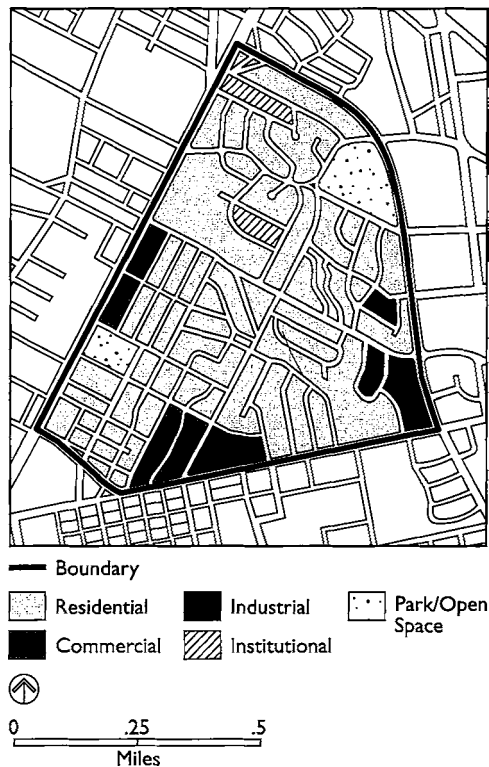 Boundary
Residential
Industrial
Park/Open
Space
Commercial
Institutional
0 .25 .5
Miles